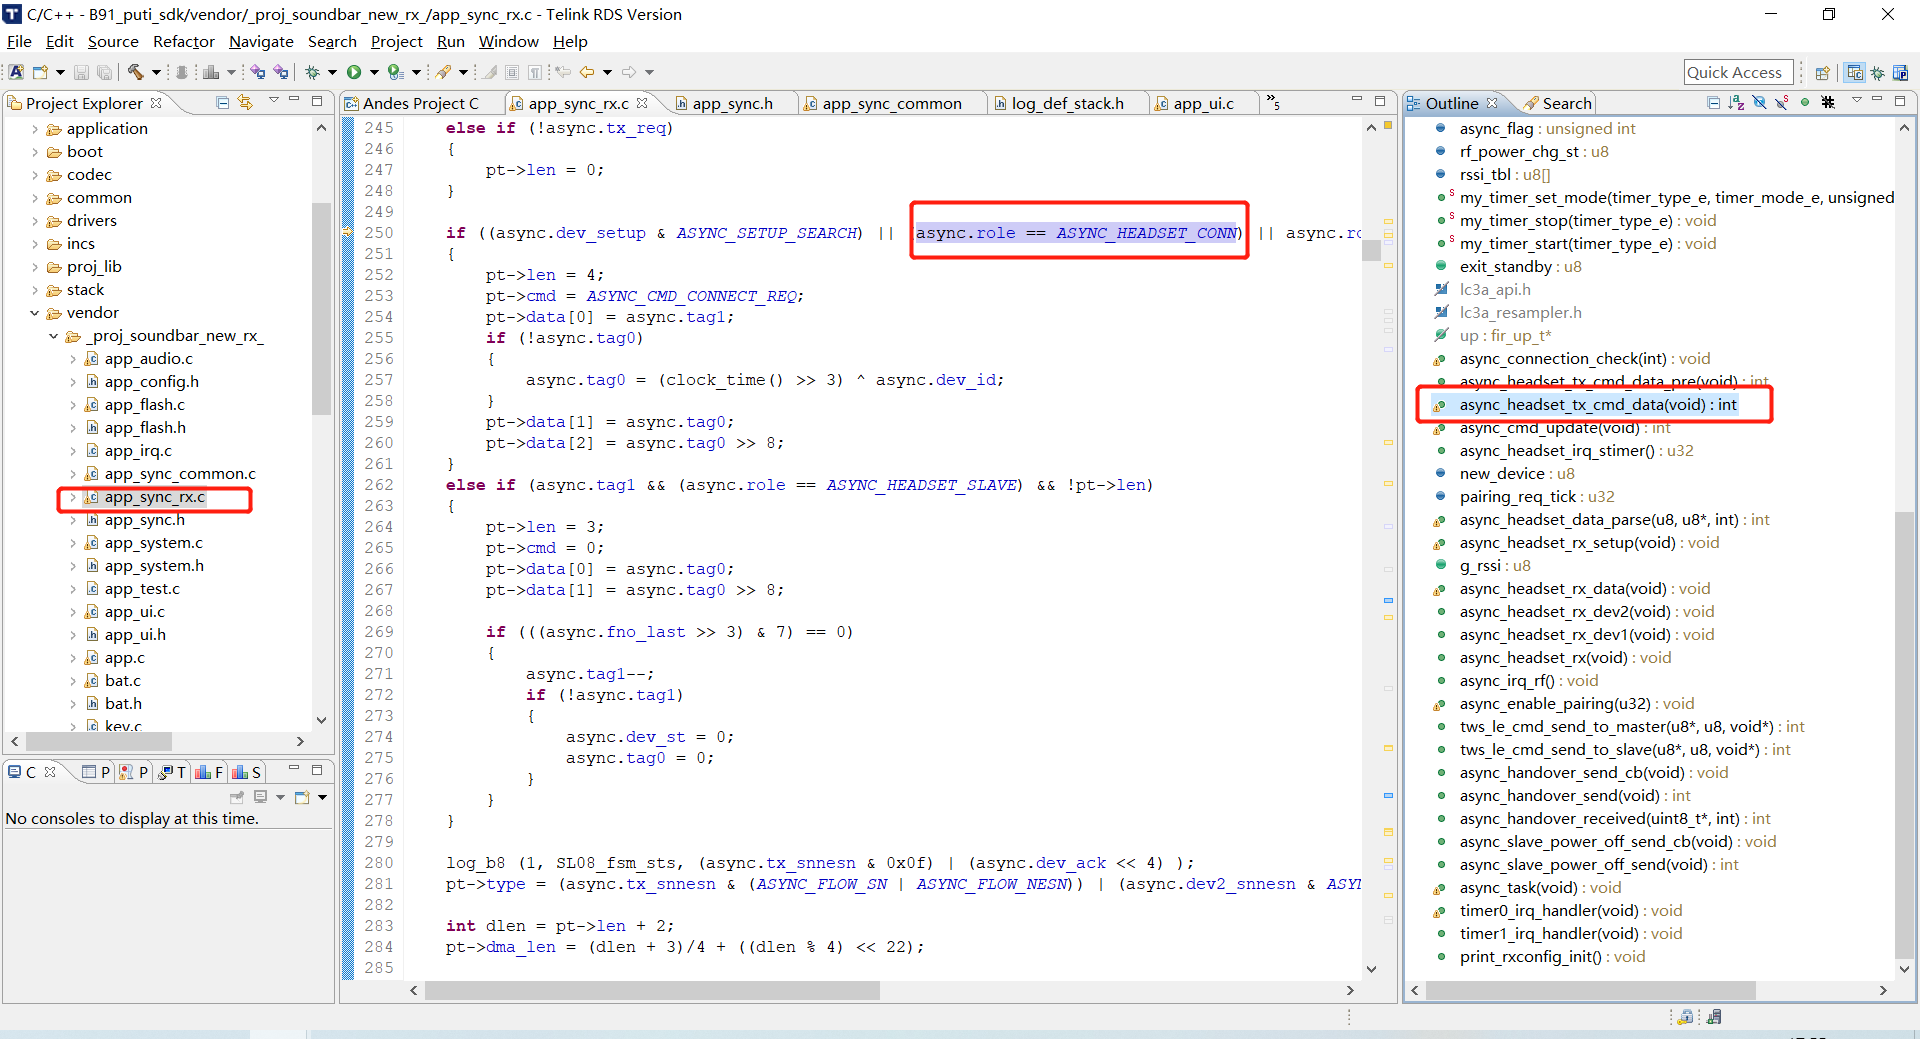 C/C++ - B91_puti_sdk/vendor/_proj_soundbar_new_rx_/app_sync_rx.c - Telink RDS Version
File Edit Source Refactor Navigate Search Project Run Window Help
Quick Access
Project Explorer
application
boot
codec
common
drivers
incs
proj_lib
stack
vendor
_proj_soundbar_new_rx_
app_audio.c
app_config.h
app_flash.c
app_flash.h
app_irq.c
app_sync_common.c
app_sync_rx.c
app_sync.h
app_system.c
app_system.h
app_test.c
app_ui.c
app_ui.h
app.c
bat.c
bat.h
key.c
C P P T F S
No consoles to display at this time.
Andes Project C app_sync_rx.c app_sync.h app_sync_common log_def_stack.h app_ui.c »5
245 else if (!async.tx_req)
246 {
247 pt->len = 0;
248 }
249
250 if ((async.dev_setup & ASYNC_SETUP_SEARCH) || (async.role == ASYNC_HEADSET_CONN) || async.ro
251 {
252 pt->len = 4;
253 pt->cmd = ASYNC_CMD_CONNECT_REQ;
254 pt->data[0] = async.tag1;
255 if (!async.tag0)
256 {
257 async.tag0 = (clock_time() >> 3) ^ async.dev_id;
258 }
259 pt->data[1] = async.tag0;
260 pt->data[2] = async.tag0 >> 8;
261 }
262 else if (async.tag1 && (async.role == ASYNC_HEADSET_SLAVE) && !pt->len)
263 {
264 pt->len = 3;
265 pt->cmd = 0;
266 pt->data[0] = async.tag0;
267 pt->data[1] = async.tag0 >> 8;
268
269 if (((async.fno_last >> 3) & 7) == 0)
270 {
271 async.tag1--;
272 if (!async.tag1)
273 {
274 async.dev_st = 0;
275 async.tag0 = 0;
276 }
277 }
278 }
279
280 log_b8 (1, SL08_fsm_sts, (async.tx_snnesn & 0x0f) | (async.dev_ack << 4) );
281 pt->type = (async.tx_snnesn & (ASYNC_FLOW_SN | ASYNC_FLOW_NESN)) | (async.dev2_snnesn & ASY
282
283 int dlen = pt->len + 2;
284 pt->dma_len = (dlen + 3)/4 + ((dlen % 4) << 22);
285
Outline Search
async_flag : unsigned int
rf_power_chg_st : u8
rssi_tbl : u8[]
my_timer_set_mode(timer_type_e, timer_mode_e, unsigned
my_timer_stop(timer_type_e) : void
my_timer_start(timer_type_e) : void
exit_standby : u8
lc3a_api.h
lc3a_resampler.h
up : fir_up_t*
async_connection_check(int) : void
async_headset_tx_cmd_data_pre(void) : int
async_headset_tx_cmd_data(void) : int
async_cmd_update(void) : int
async_headset_irq_stimer() : u32
new_device : u8
pairing_req_tick : u32
async_headset_data_parse(u8, u8*, int) : int
async_headset_rx_setup(void) : void
g_rssi : u8
async_headset_rx_data(void) : void
async_headset_rx_dev2(void) : void
async_headset_rx_dev1(void) : void
async_headset_rx(void) : void
async_irq_rf() : void
async_enable_pairing(u32) : void
tws_le_cmd_send_to_master(u8*, u8, void*) : int
tws_le_cmd_send_to_slave(u8*, u8, void*) : int
async_handover_send_cb(void) : void
async_handover_send(void) : int
async_handover_received(uint8_t*, int) : int
async_slave_power_off_send_cb(void) : void
async_slave_power_off_send(void) : int
async_task(void) : void
timer0_irq_handler(void) : void
timer1_irq_handler(void) : void
print_rxconfig_init() : void